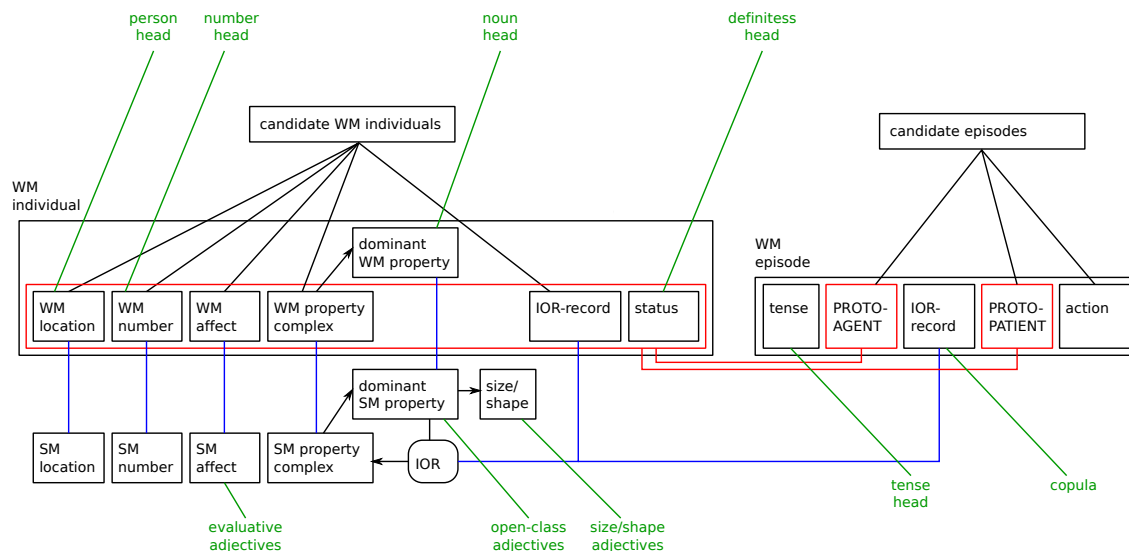 person
head
number
head
noun
head
definitess
head
candidate WM individuals
candidate episodes
WM
individual
dominant
WM property
WM
episode
WM
location
WM
number
WM
affect
WM property
complex
IOR-record
status
tense
PROTO-
AGENT
IOR-
record
PROTO-
PATIENT
action
dominant
SM property
size/
shape
SM
location
SM
number
SM
affect
SM property
complex
IOR
evaluative
adjectives
open-class
adjectives
size/shape
adjectives
tense
head
copula